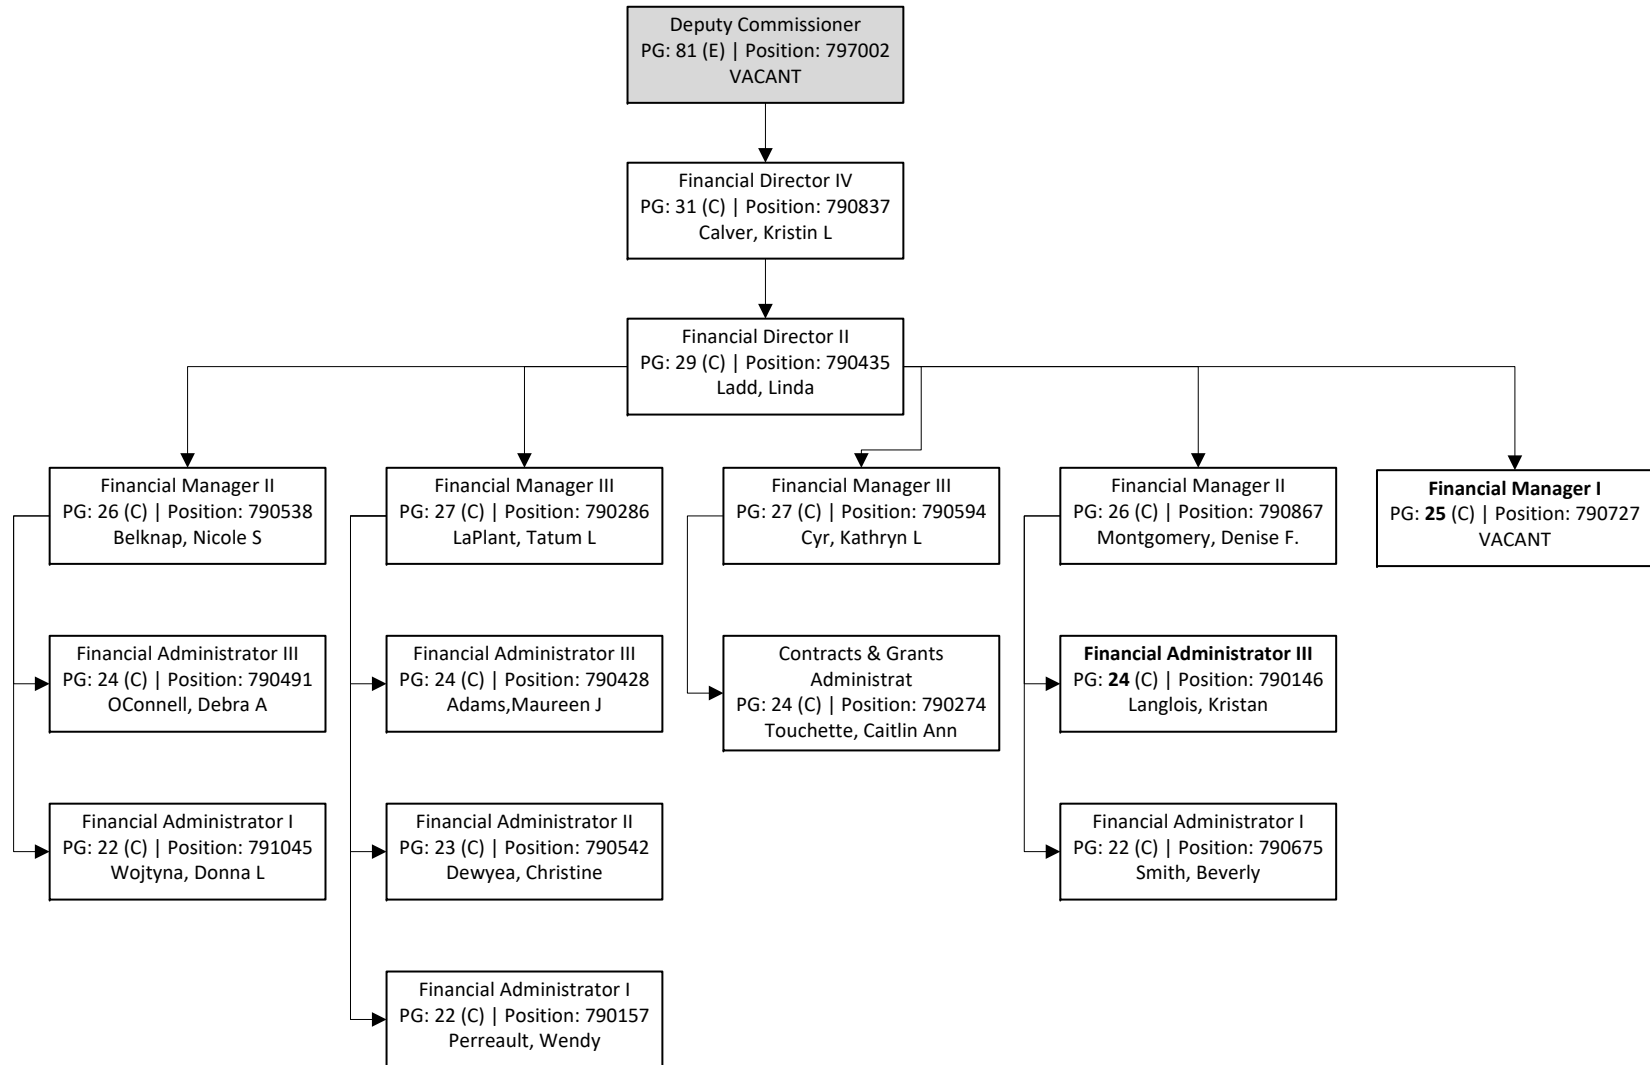 Deputy Commissioner
PG: 81 (E) | Position: 797002
VACANT
Financial Director IV
PG: 31 (C) | Position: 790837
Calver, Kristin L
Financial Director II
PG: 29 (C) | Position: 790435
Ladd, Linda
Financial Manager II
PG: 26 (C) | Position: 790538
Belknap, Nicole S
Financial Manager III
PG: 27 (C) | Position: 790286
LaPlant, Tatum L
Financial Manager III
PG: 27 (C) | Position: 790594
Cyr, Kathryn L
Financial Manager II
PG: 26 (C) | Position: 790867
Montgomery, Denise F.
Financial Manager I
PG: 25 (C) | Position: 790727
VACANT
Financial Administrator III
PG: 24 (C) | Position: 790491
OConnell, Debra A
Financial Administrator III
PG: 24 (C) | Position: 790428
Adams,Maureen J
Contracts & Grants
Administrat
PG: 24 (C) | Position: 790274
Touchette, Caitlin Ann
Financial Administrator III
PG: 24 (C) | Position: 790146
Langlois, Kristan
Financial Administrator I
PG: 22 (C) | Position: 791045
Wojtyna, Donna L
Financial Administrator II
PG: 23 (C) | Position: 790542
Dewyea, Christine
Financial Administrator I
PG: 22 (C) | Position: 790675
Smith, Beverly
Financial Administrator I
PG: 22 (C) | Position: 790157
Perreault, Wendy